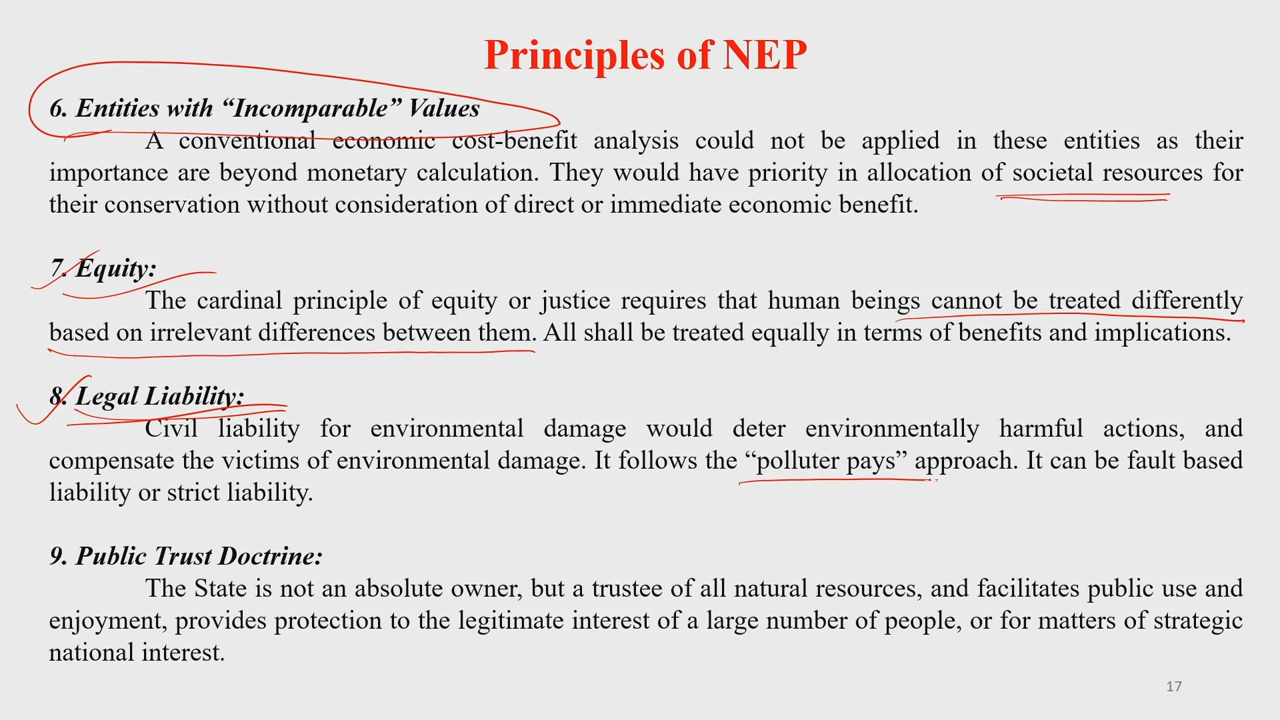 Principles of NEP
6. Entities with “Incomparable” Values
A conventional economic cost-benefit analysis could not be applied in these entities as their
importance are beyond monetary calculation. They would have priority in allocation of societal resources for
their conservation without consideration of direct or immediate economic benefit.
7. Equity:
The cardinal principle of equity or justice requires that human beings cannot be treated differently
based on irrelevant differences between them. All shall be treated equally in terms of benefits and implications.
8. Legal Liability:
Civil liability for environmental damage would deter environmentally harmful actions, and
compensate the victims of environmental damage. It follows the “polluter pays” approach. It can be fault based
liability or strict liability.
9. Public Trust Doctrine:
The State is not an absolute owner, but a trustee of all natural resources, and facilitates public use and
enjoyment, provides protection to the legitimate interest of a large number of people, or for matters of strategic
national interest.
17